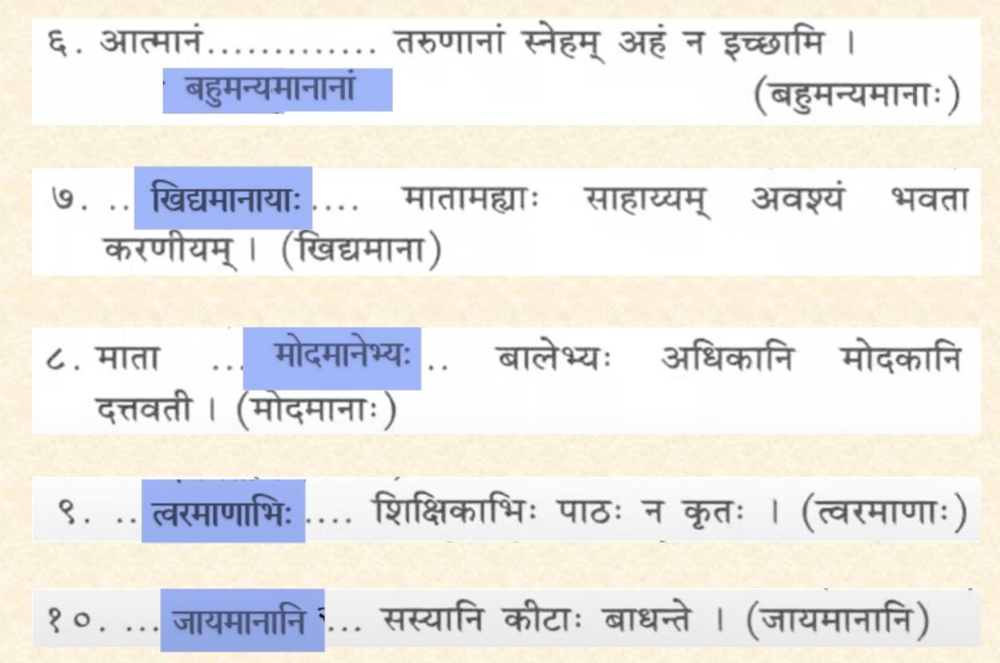 ६. आत्मानं............. तरुणानां स्नेहम् अहं न इच्छामि ।
बहुमन्यमानानां (बहुमन्यमानाः)
७. .. खिद्यमानायाः .... मातामह्याः साहाय्यम् अवश्यं भवता
करणीयम् । (खिद्यमाना)
८. माता ... मोदमानेभ्यः .. बालेभ्यः अधिकानि मोदकानि
दत्तवती । (मोदमानाः)
९. .. त्वरमाणाभिः .... शिक्षिकाभिः पाठः न कृतः । (त्वरमाणाः)
१०. ... जायमानानि ... सस्यानि कीटाः बाधन्ते । (जायमानानि)